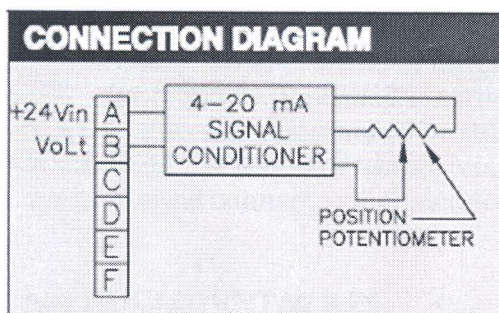 CONNECTION DIAGRAM
+24Vin A
VoLt B
C
D
E
F
4-20 mA
SIGNAL
CONDITIONER
POSITION
POTENTIOMETER